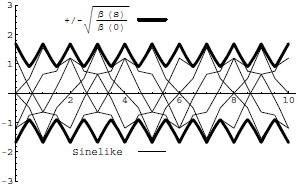 3
+/-√(β (S) / β (0))
2
1
2 4 6 8 10
-1
Sinelike
-2
-3